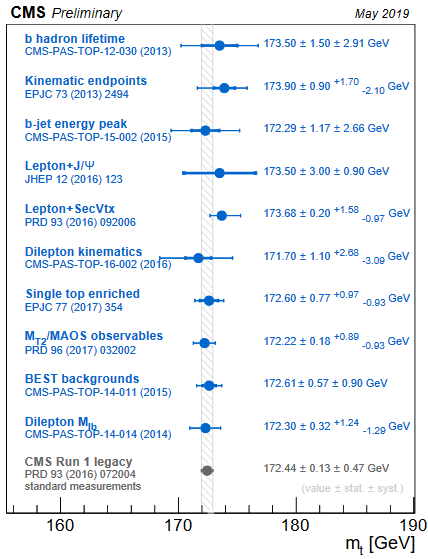 CMS Preliminary May 2019
b hadron lifetime
CMS-PAS-TOP-12-030 (2013)
173.50 ± 1.50 ± 2.91 GeV
Kinematic endpoints
EPJC 73 (2013) 2494
173.90 ± 0.90 +1.70 -2.10 GeV
b-jet energy peak
CMS-PAS-TOP-15-002 (2015)
172.29 ± 1.17 ± 2.66 GeV
Lepton+J/Ψ
JHEP 12 (2016) 123
173.50 ± 3.00 ± 0.90 GeV
Lepton+SecVtx
PRD 93 (2016) 092006
173.68 ± 0.20 +1.58 -0.97 GeV
Dilepton kinematics
CMS-PAS-TOP-16-002 (2016)
171.70 ± 1.10 +2.68 -3.09 GeV
Single top enriched
EPJC 77 (2017) 354
172.60 ± 0.77 +0.97 -0.93 GeV
MT2/MAOS observables
PRD 96 (2017) 032002
172.22 ± 0.18 +0.89 -0.93 GeV
BEST backgrounds
CMS-PAS-TOP-14-011 (2015)
172.61 ± 0.57 ± 0.90 GeV
Dilepton Mlb
CMS-PAS-TOP-14-014 (2014)
172.30 ± 0.32 +1.24 -1.29 GeV
CMS Run 1 legacy
PRD 93 (2016) 072004
standard measurements
172.44 ± 0.13 ± 0.47 GeV
(value ± stat. ± syst.)
160 170 180 190
mt [GeV]